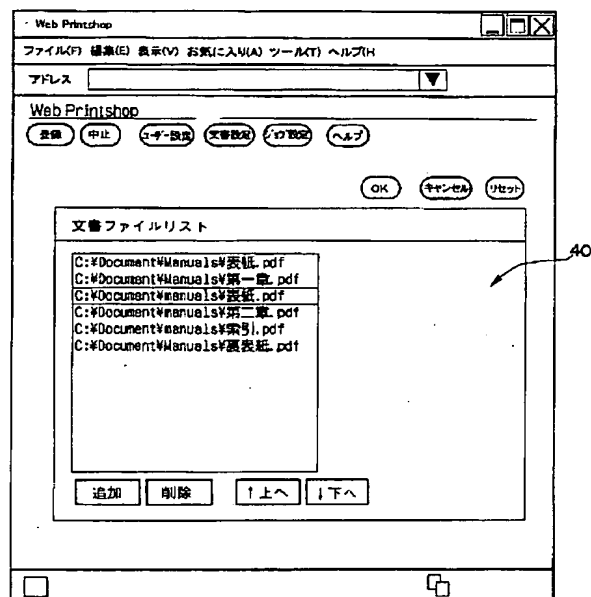 Web Printshop
ファイル(F) 編集(E) 表示(V) お気に入り(A) ツール(T) ヘルプ(H
アドレス
Web Printshop
登録 中止 ユーザー設定 文書設定 ジョブ設定 ヘルプ
OK キャンセル リセット
文書ファイルリスト
40
C:¥Document¥Manuals¥表紙.pdf
C:¥Document¥Manuals¥第一章.pdf
C:¥Document¥manuals¥表紙.pdf
C:¥Document¥manuals¥第二章.pdf
C:¥Document¥Manuals¥索引.pdf
C:¥Document¥Manuals¥裏表紙.pdf
追加 削除 ↑上へ ↓下へ